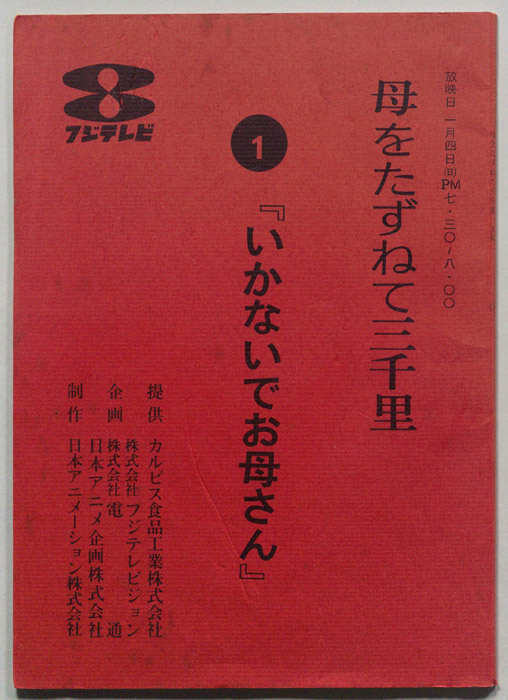 放映日 一月四日(日)PM七・三〇~八・〇〇
母をたずねて三千里
1
『いかないでお母さん』
フジテレビ
提供 カルピス食品工業株式会社
株式会社フジテレビジョン
企画 株式会社電通
日本アニメ企画株式会社
制作 日本アニメーション株式会社